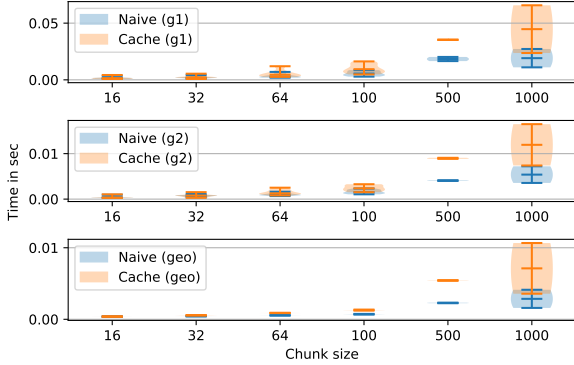 0.05
0.00
Naive (g1)
Cache (g1)
16 32 64 100 500 1000
Time in sec
0.01
0.00
Naive (g2)
Cache (g2)
16 32 64 100 500 1000
0.01
0.00
Naive (geo)
Cache (geo)
16 32 64 100 500 1000
Chunk size